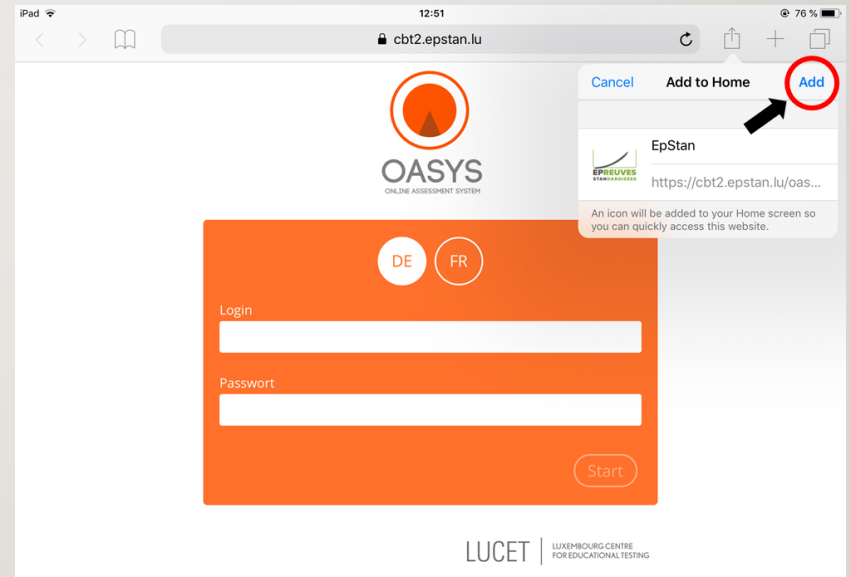 iPad 12:51 76 %
cbt2.epstan.lu
Cancel Add to Home Add
EpStan
EPREUVES
STANDARDISÉES
https://cbt2.epstan.lu/oas...
An icon will be added to your Home screen so
you can quickly access this website.
OASYS
ONLINE ASSESSMENT SYSTEM
DE FR
Login
Passwort
Start
LUCET LUXEMBOURG CENTRE
FOR EDUCATIONAL TESTING